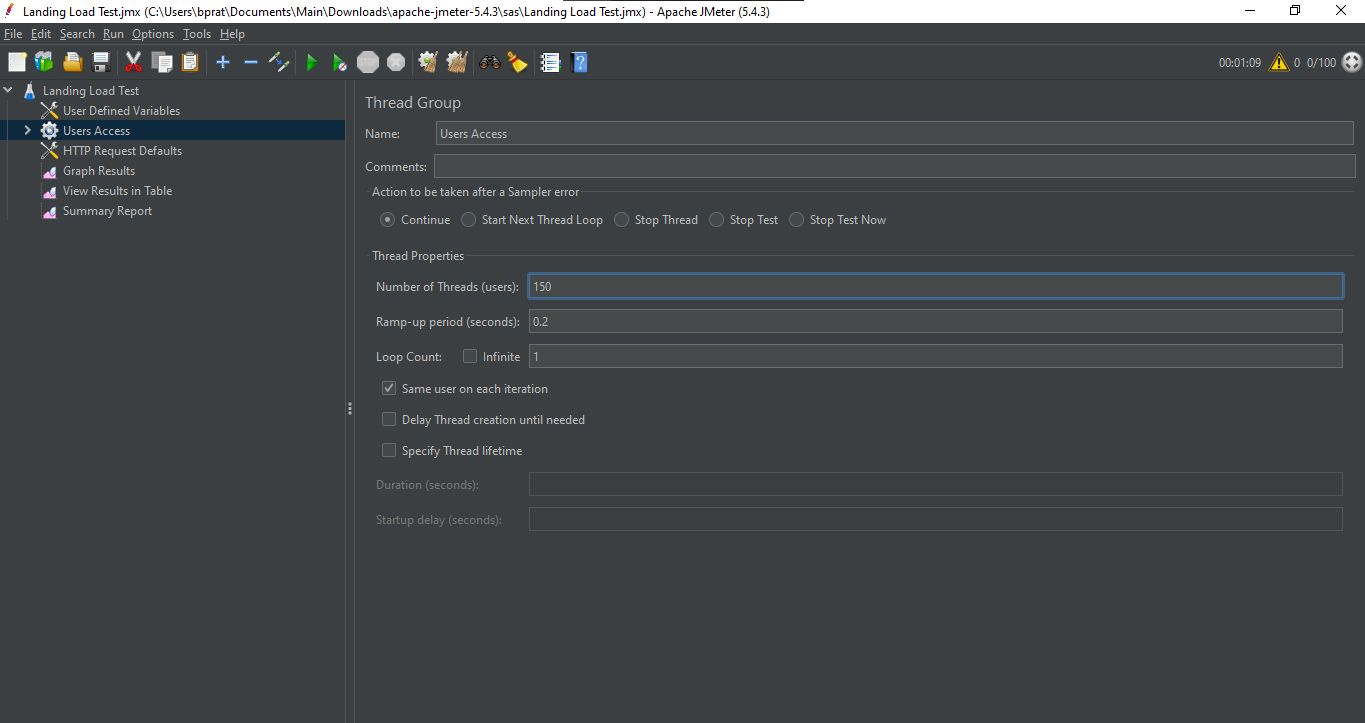 Landing Load Test.jmx (C:\Users\bprat\Documents\Main\Downloads\apache-jmeter-5.4.3\sas\Landing Load Test.jmx) - Apache JMeter (5.4.3)
File Edit Search Run Options Tools Help
STOP 00:01:09 0 0/100
Landing Load Test
User Defined Variables
Users Access
HTTP Request Defaults
Graph Results
View Results in Table
Summary Report
Thread Group
Name: Users Access
Comments:
Action to be taken after a Sampler error
Continue Start Next Thread Loop Stop Thread Stop Test Stop Test Now
Thread Properties
Number of Threads (users): 150
Ramp-up period (seconds): 0.2
Loop Count: Infinite 1
Same user on each iteration
Delay Thread creation until needed
Specify Thread lifetime
Duration (seconds):
Startup delay (seconds):